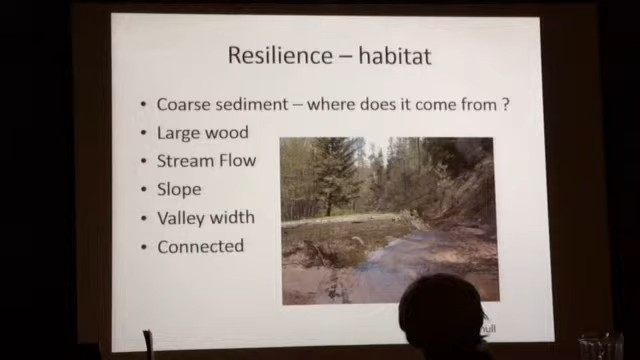 Resilience – habitat
• Coarse sediment – where does it come from ?
• Large wood
• Stream Flow
• Slope
• Valley width
• Connected